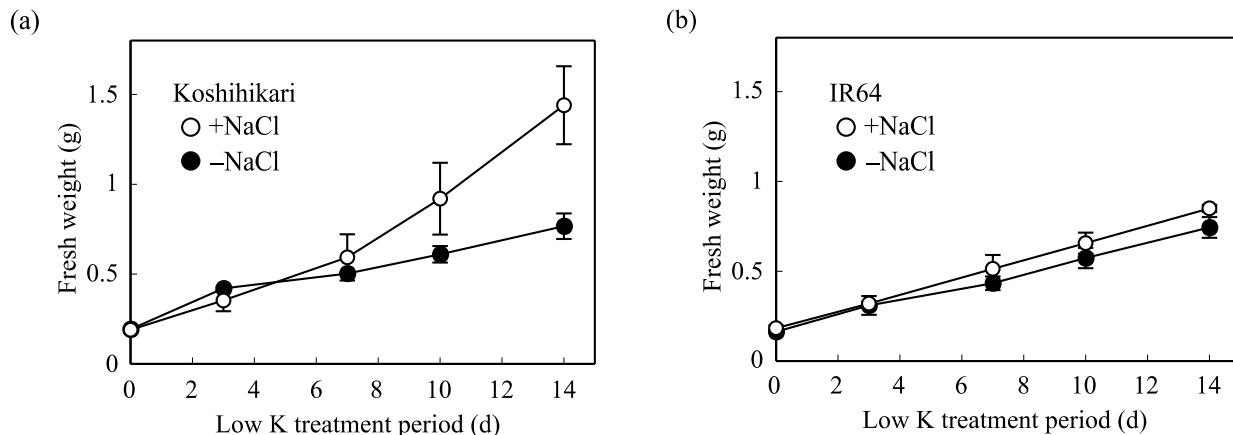 (a)
Koshihikari
+NaCl
–NaCl
Fresh weight (g)
1.5
1
0.5
0
0 2 4 6 8 10 12 14
Low K treatment period (d)
(b)
IR64
+NaCl
–NaCl
Fresh weight (g)
1.5
1
0.5
0
0 2 4 6 8 10 12 14
Low K treatment period (d)